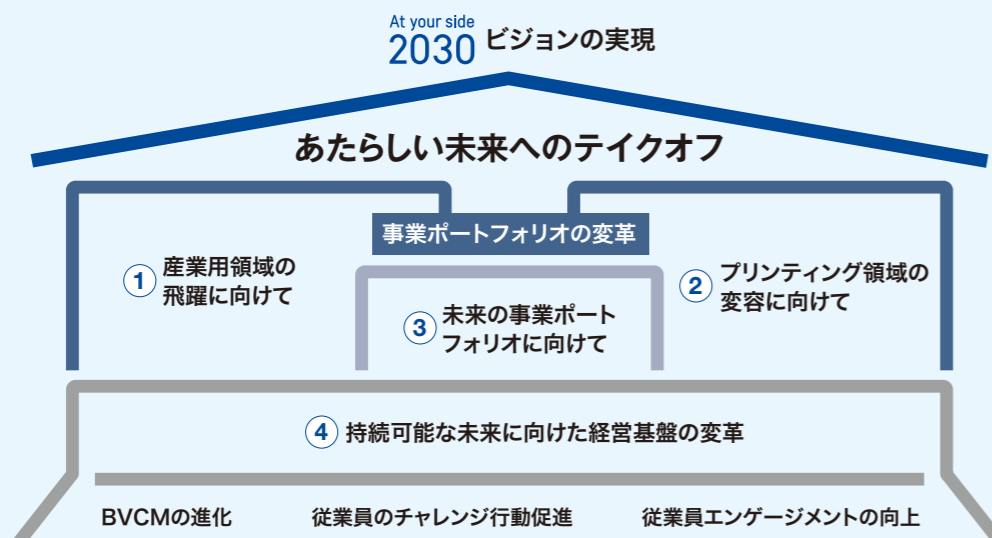 At your side
2030 ビジョンの実現
あたらしい未来へのテイクオフ
事業ポートフォリオの変革
1 産業用領域の
飛躍に向けて
2 プリンティング領域の
変容に向けて
3 未来の事業ポート
フォリオに向けて
4 持続可能な未来に向けた経営基盤の変革
BVCMの進化 従業員のチャレンジ行動促進 従業員エンゲージメントの向上